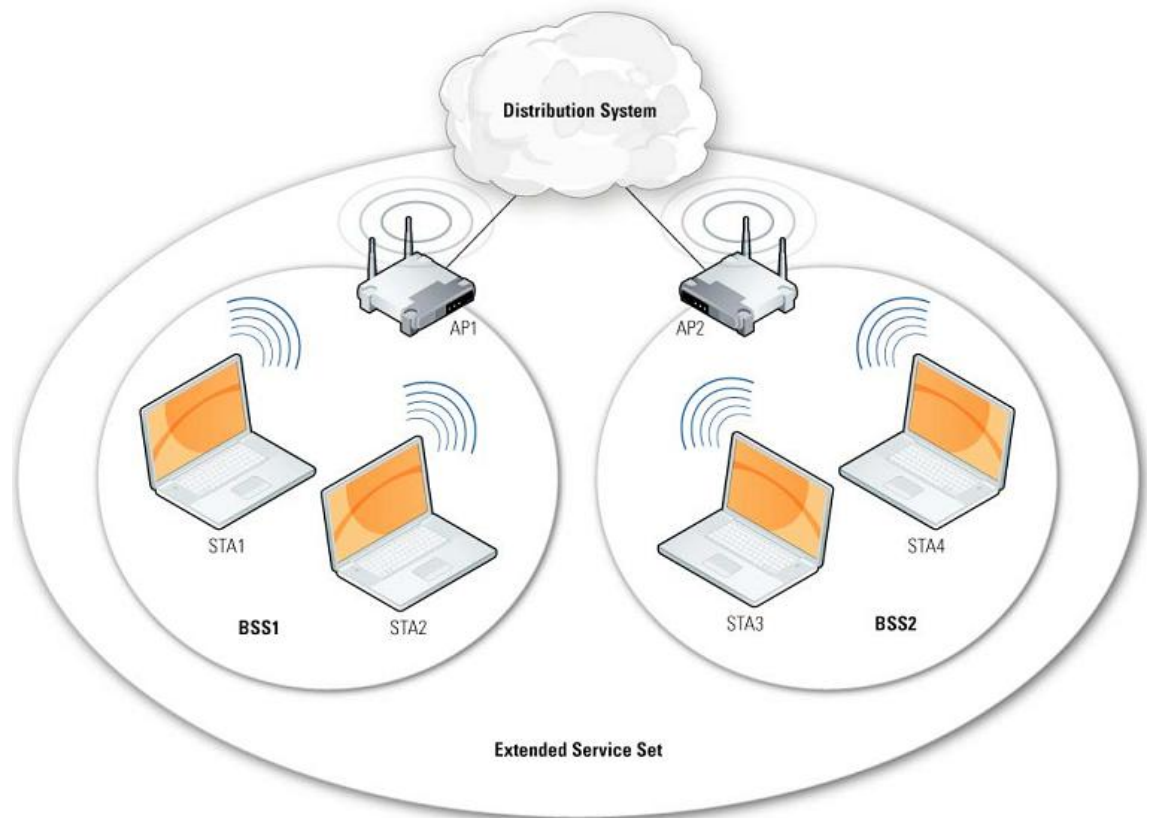 Distribution System
AP1
AP2
STA1
STA4
BSS1
STA2
STA3
BSS2
Extended Service Set